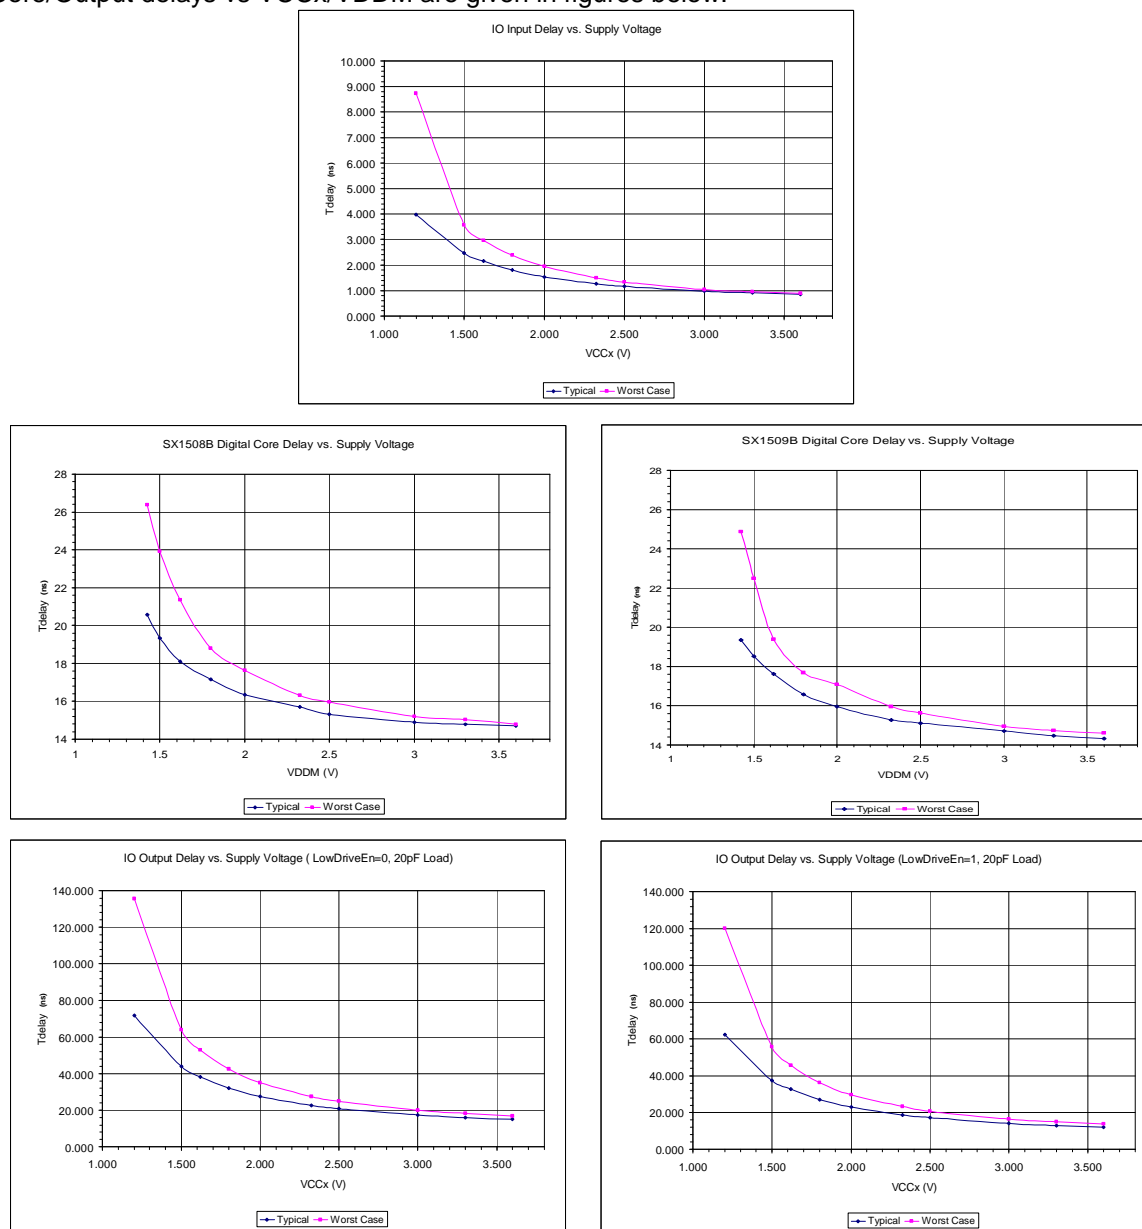 Core/Output delays vs VCCx/VDDM are given in figures below.
IO Input Delay vs. Supply Voltage
10.000
9.000
8.000
7.000
6.000
5.000
4.000
3.000
2.000
1.000
0.000
Tdelay (ns)
1.000 1.500 2.000 2.500 3.000 3.500
VCCx (V)
Typical Worst Case
SX1508B Digital Core Delay vs. Supply Voltage
28
26
24
22
20
18
16
14
Tdelay (ns)
1 1.5 2 2.5 3 3.5
VDDM (V)
Typical Worst Case
SX1509B Digital Core Delay vs. Supply Voltage
28
26
24
22
20
18
16
14
Tdelay (ns)
1 1.5 2 2.5 3 3.5
VDDM (V)
Typical Worst Case
IO Output Delay vs. Supply Voltage ( LowDriveEn=0, 20pF Load)
140.000
120.000
100.000
80.000
60.000
40.000
20.000
0.000
Tdelay (ns)
1.000 1.500 2.000 2.500 3.000 3.500
VCCx (V)
Typical Worst Case
IO Output Delay vs. Supply Voltage (LowDriveEn=1, 20pF Load)
140.000
120.000
100.000
80.000
60.000
40.000
20.000
0.000
Tdelay (ns)
1.000 1.500 2.000 2.500 3.000 3.500
VCCx (V)
Typical Worst Case